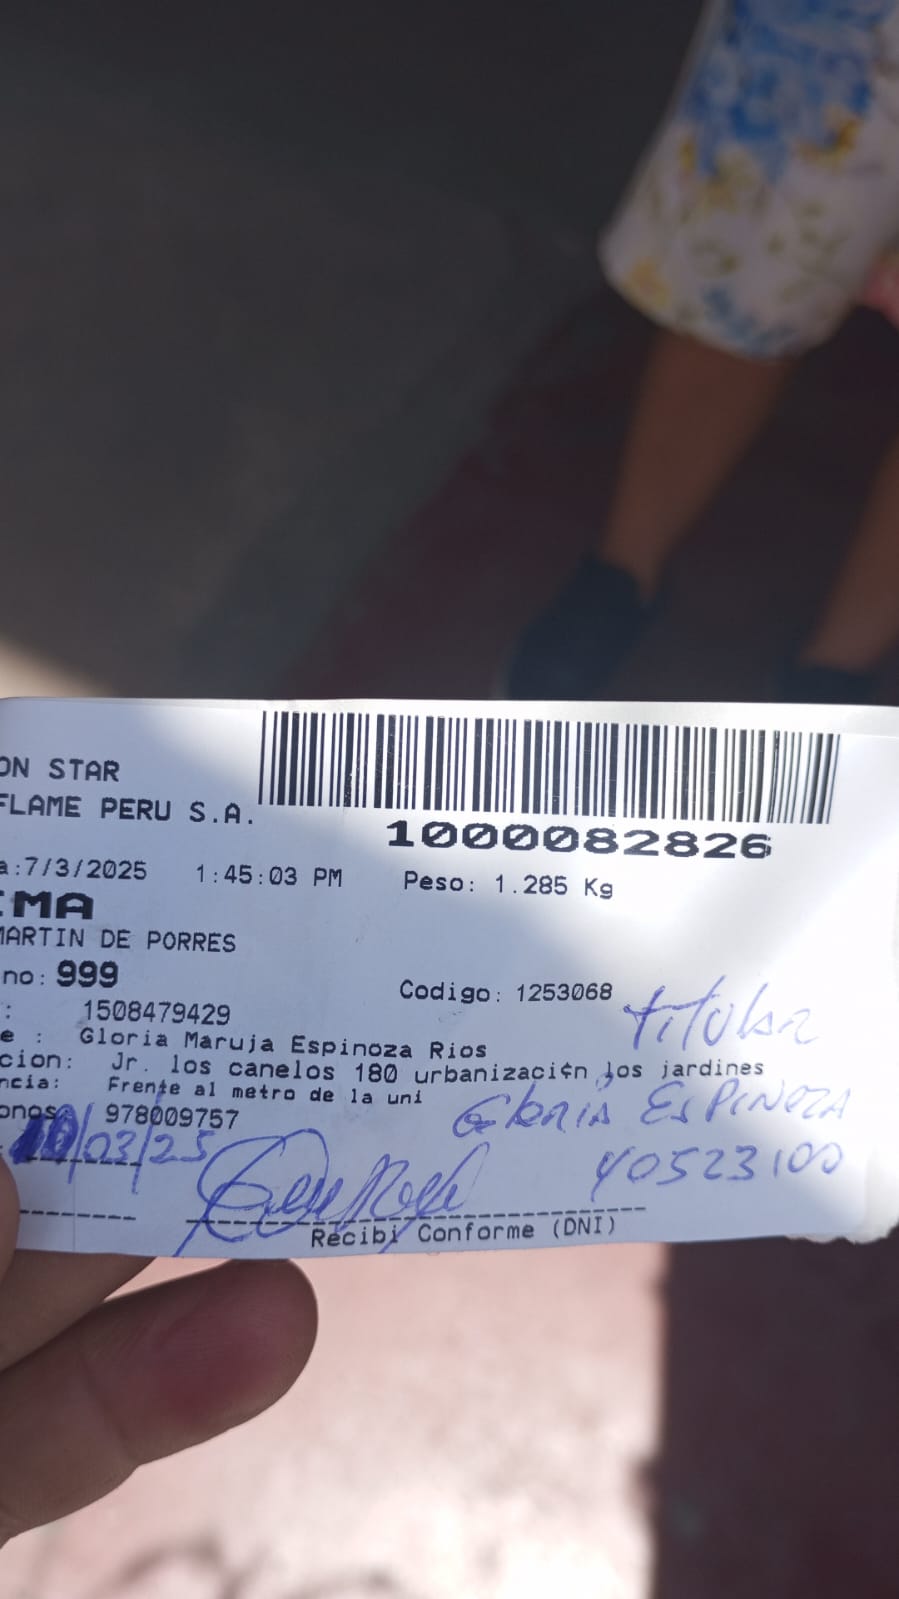 ON STAR
FLAME PERU S.A.
1000082826
a:7/3/2025 1:45:03 PM Peso: 1.285 Kg
IMA
MARTIN DE PORRES
no: 999 Codigo: 1253068
: 1508479429 titular
e : Gloria Maruja Espinoza Rios
cion: Jr. los canelos 180 urbanizaci¢n los jardines
ncia: Frente al metro de la uni
Gloria ESPINOZA
onos 978009757
/03/25 40523100
Recibi Conforme (DNI)